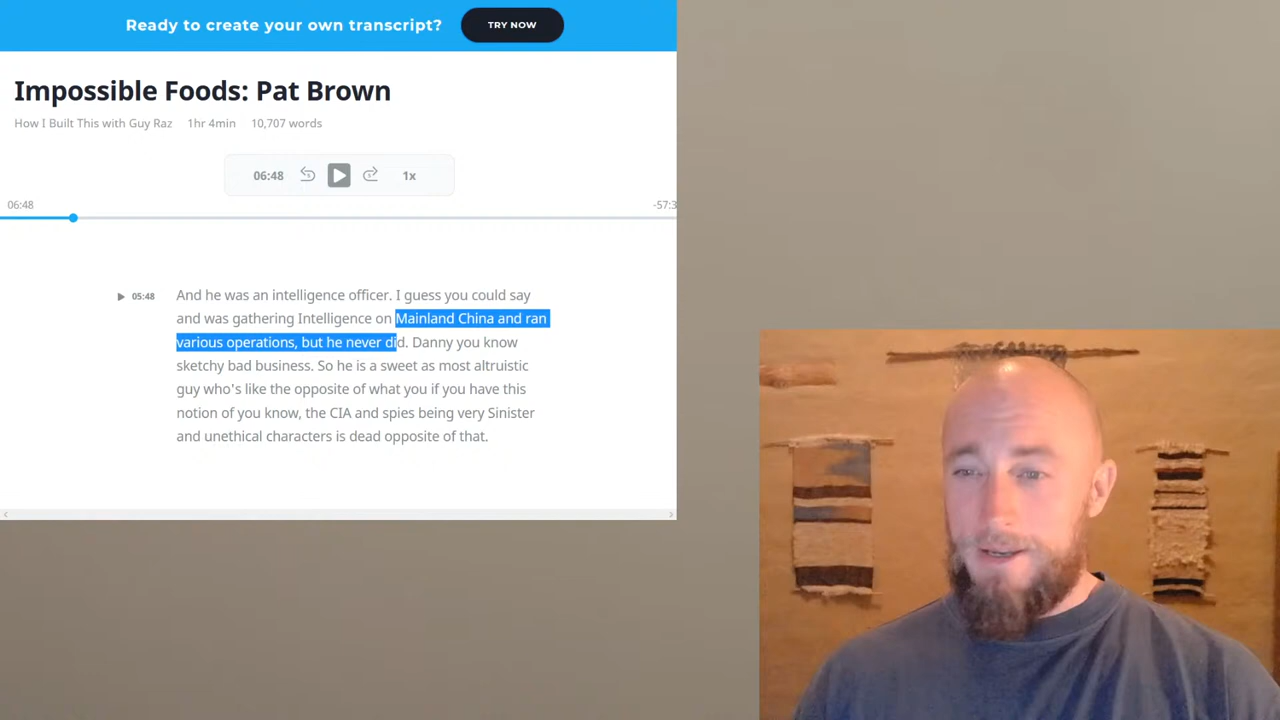 Ready to create your own transcript? TRY NOW
Impossible Foods: Pat Brown
How I Built This with Guy Raz 1hr 4min 10,707 words
06:48 1x
06:48 -57:3
05:48 And he was an intelligence officer. I guess you could say
and was gathering Intelligence on Mainland China and ran
various operations, but he never did. Danny you know
sketchy bad business. So he is a sweet as most altruistic
guy who's like the opposite of what you if you have this
notion of you know, the CIA and spies being very Sinister
and unethical characters is dead opposite of that.